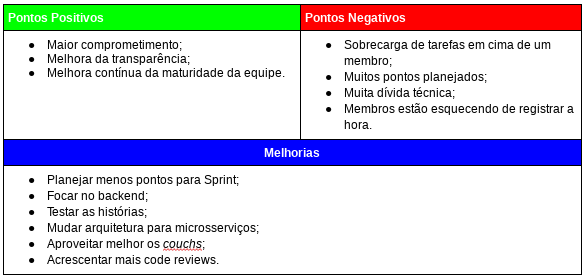 Pontos Positivos
Maior comprometimento;
Melhora da transparência;
Melhora contínua da maturidade da equipe.
Pontos Negativos
Sobrecarga de tarefas em cima de um
membro;
Muitos pontos planejados;
Muita dívida técnica;
Membros estão esquecendo de registrar a
hora.
Melhorias
Planejar menos pontos para Sprint;
Focar no backend;
Testar as histórias;
Mudar arquitetura para microsserviços;
Aproveitar melhor os couchs;
Acrescentar mais code reviews.